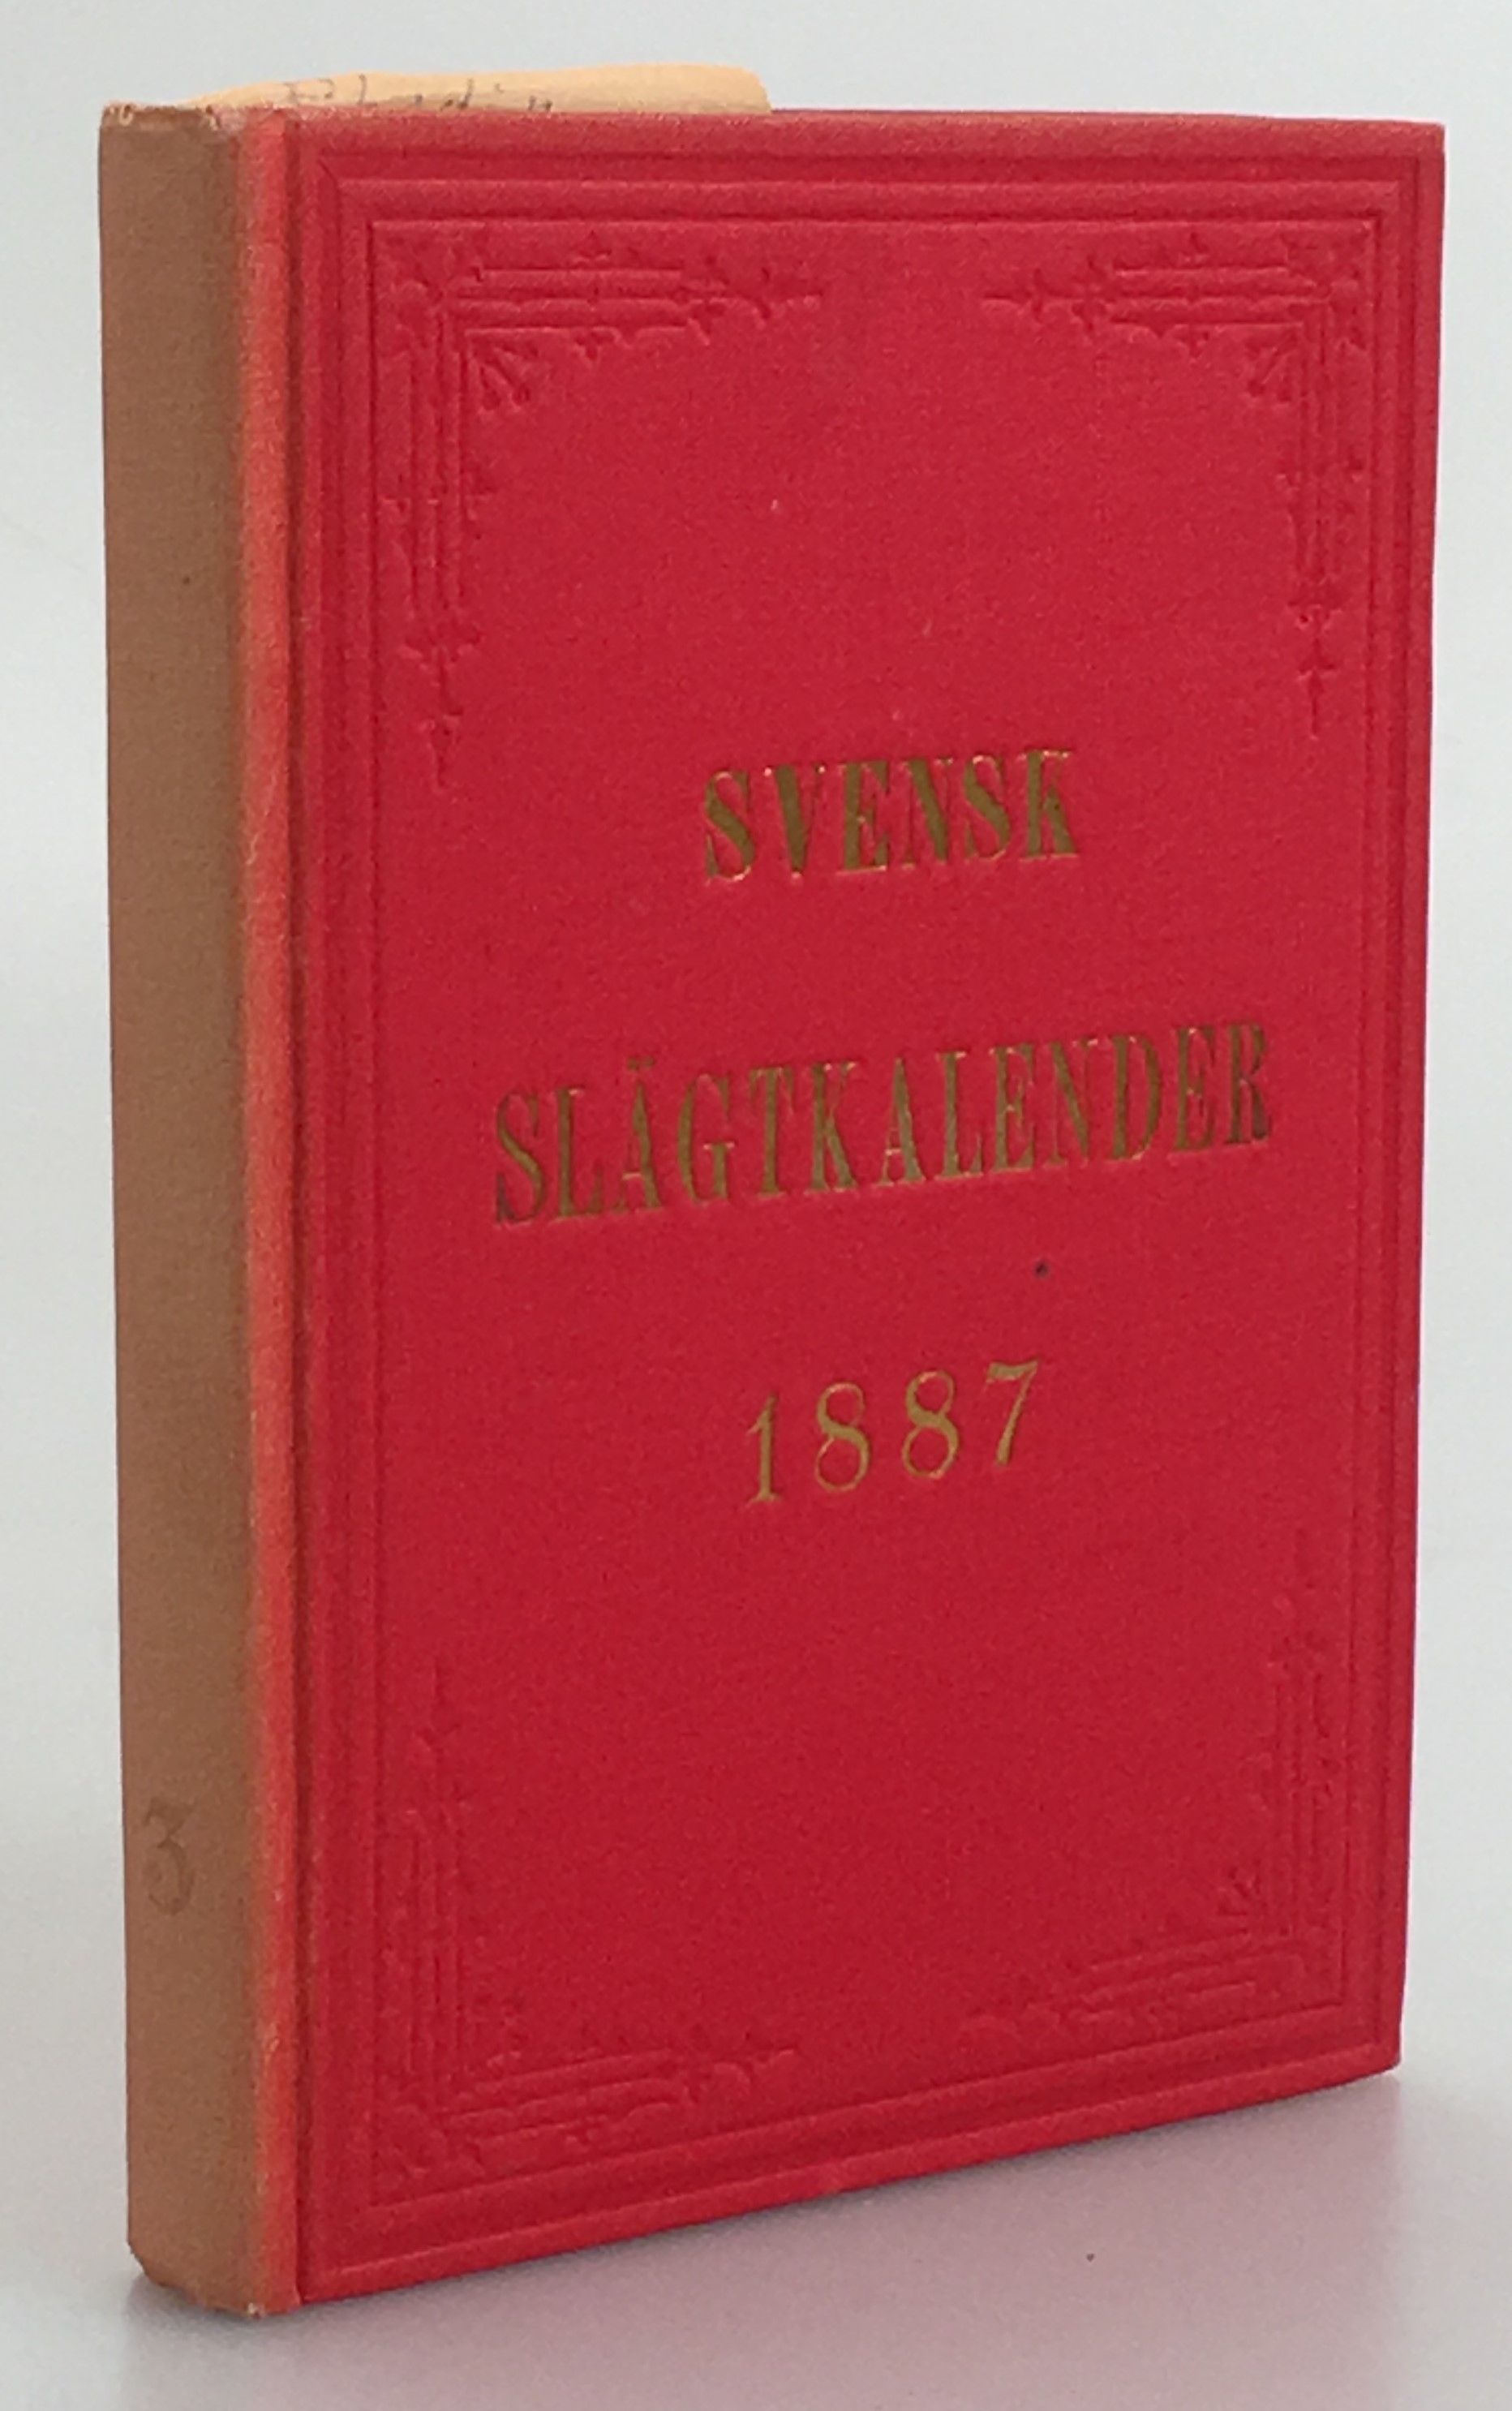 SVENSK
SLÄGTKALENDER
1887
3